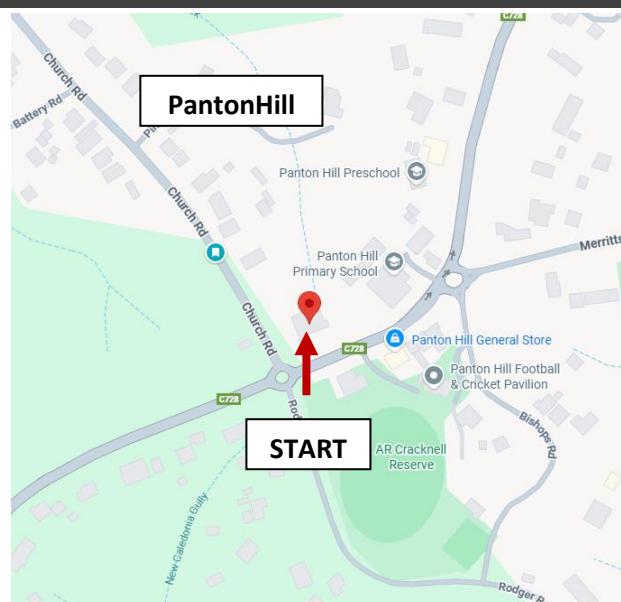 C728
Church Rd
PantonHill
Battery Rd
Panton Hill Preschool
Church Rd
Panton Hill
Primary School
Merritts
Church Rd
Panton Hill General Store
C728
Panton Hill Football
& Cricket Pavilion
C728
START
AR Cracknell
Reserve
Bishops Rd
New Caledonia Gully
Rodger R